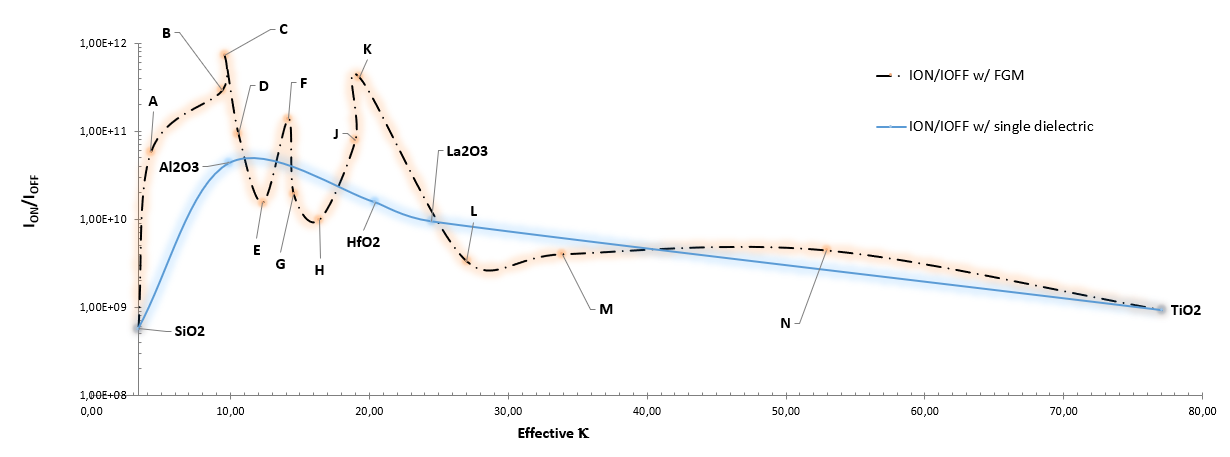 B
C
1,00E+12
K
ION/IOFF w/ FGM
D
F
A
1,00E+11
J
ION/IOFF w/ single dielectric
Al2O3
La2O3
ION/IOFF
1,00E+10
L
E
HfO2
G
H
1,00E+09
M
TiO2
N
SiO2
1,00E+08
0,00 10,00 20,00 30,00 40,00 50,00 60,00 70,00 80,00
Effective K